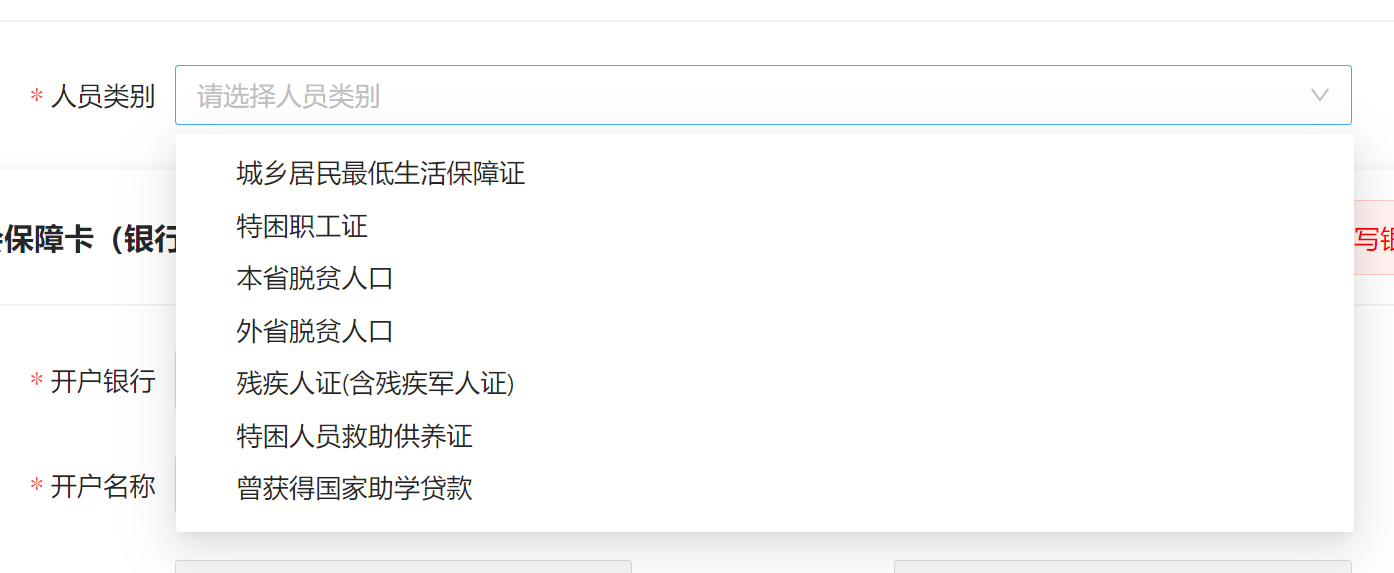 * 人员类别 请选择人员类别
城乡居民最低生活保障证
特困职工证
保障卡（银行 写银
本省脱贫人口
外省脱贫人口
* 开户银行 残疾人证(含残疾军人证)
特困人员救助供养证
* 开户名称 曾获得国家助学贷款